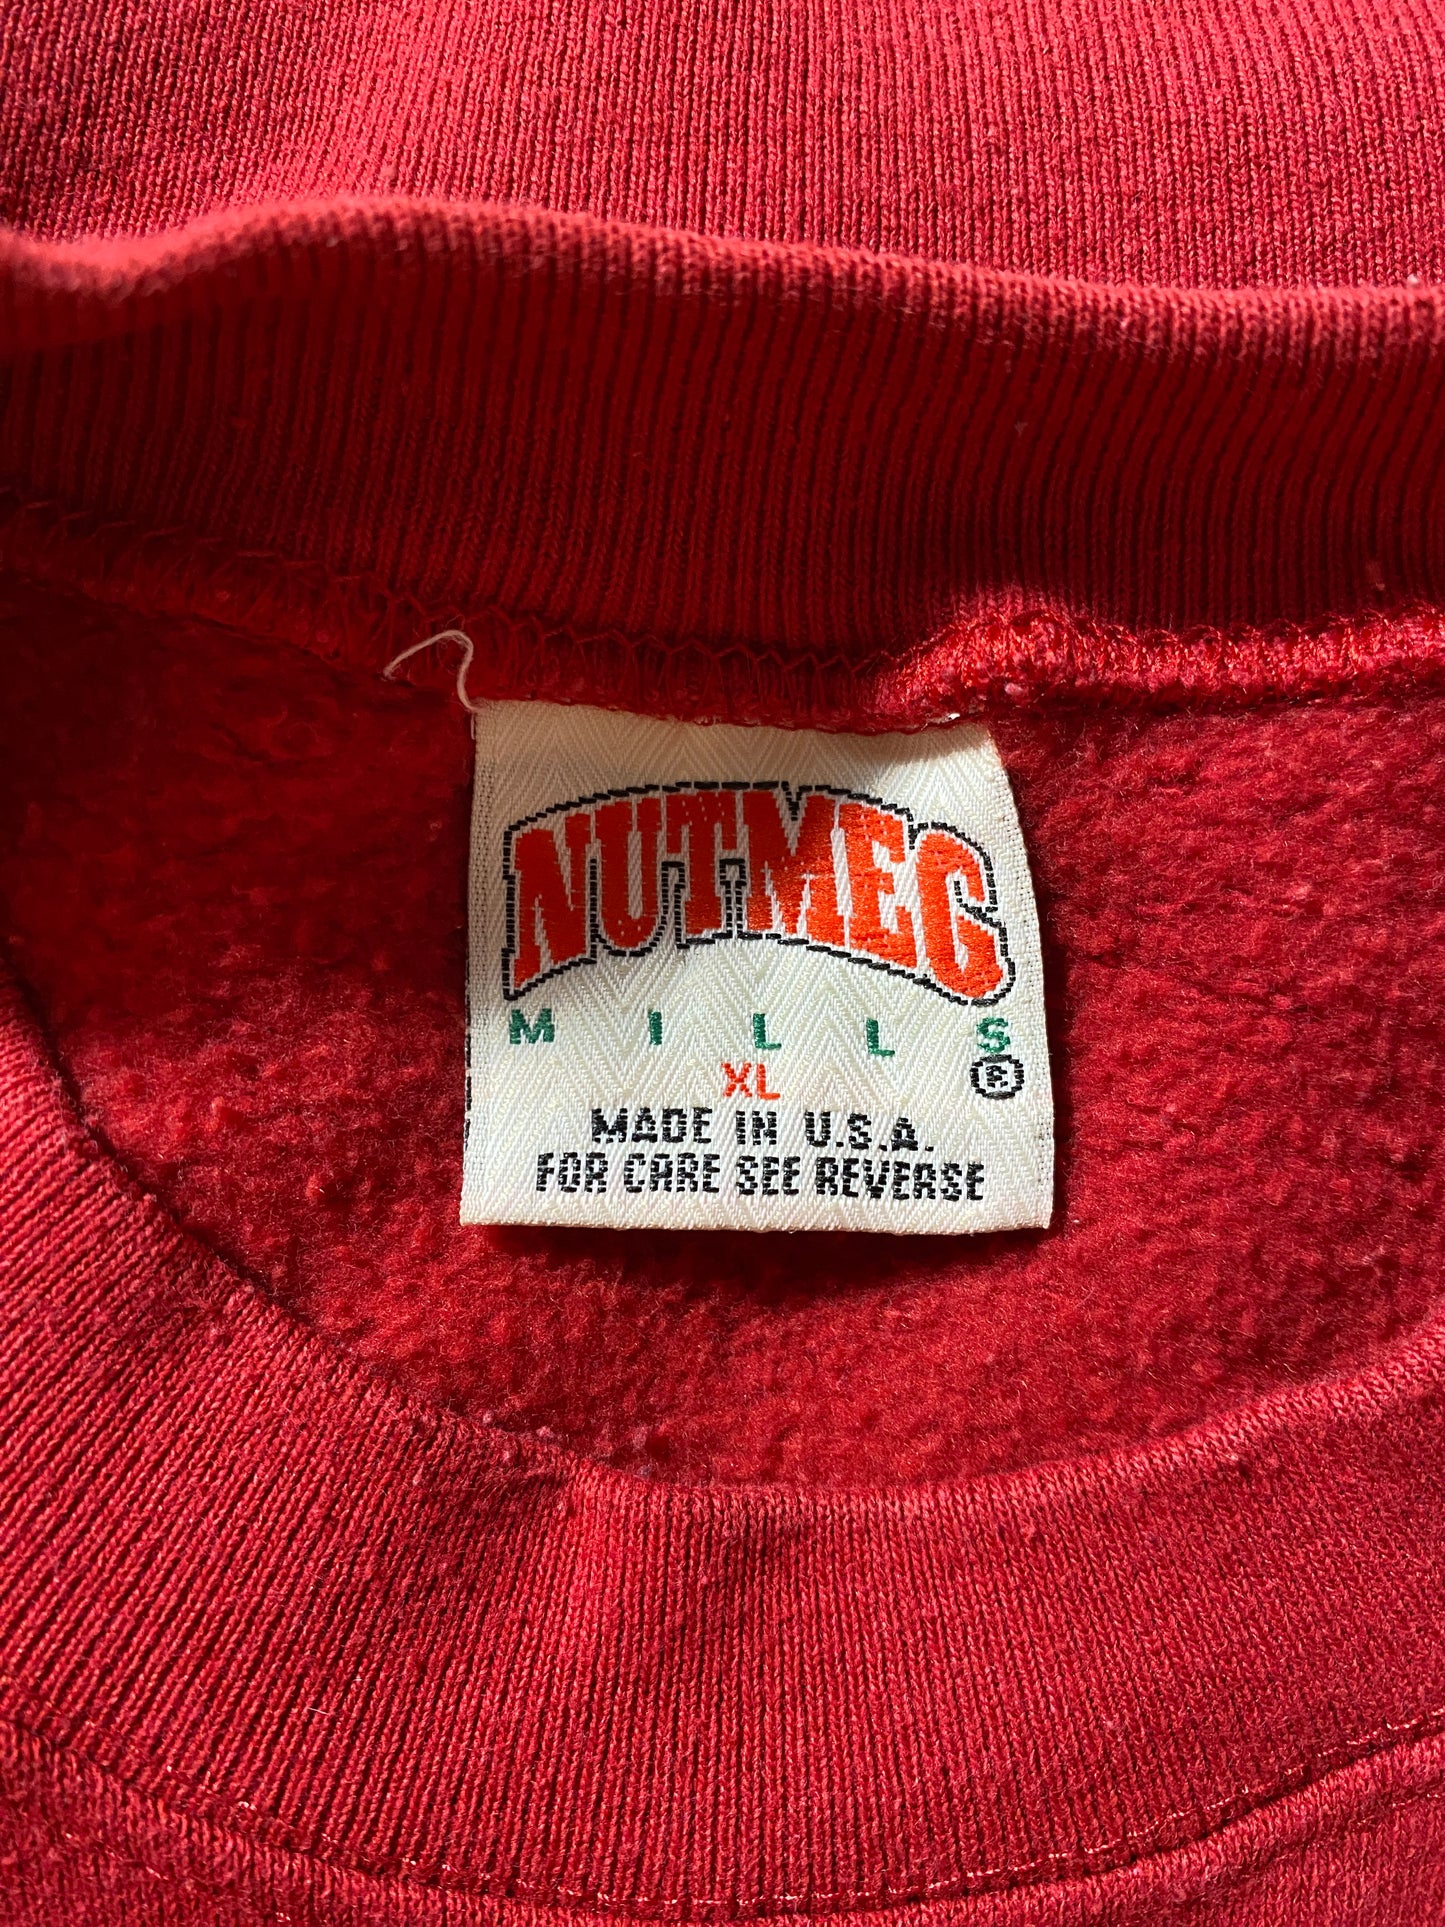 NUTMEG
MILLS
®
XL
MADE IN U.S.A.
FOR CARE SEE REVERSE